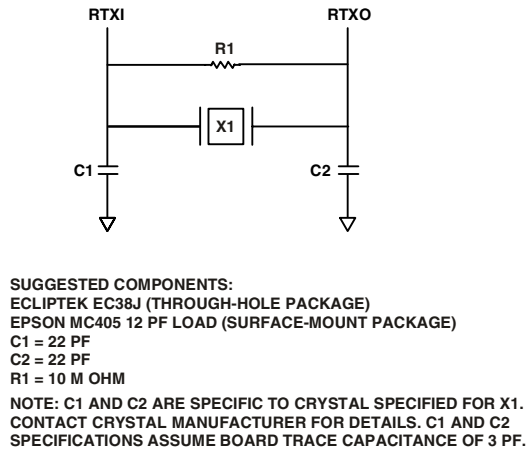 RTXI
RTXO
R1
X1
C1
C2
SUGGESTED COMPONENTS:
ECLIPTEK EC38J (THROUGH-HOLE PACKAGE)
EPSON MC405 12 PF LOAD (SURFACE-MOUNT PACKAGE)
C1 = 22 PF
C2 = 22 PF
R1 = 10 M OHM
NOTE: C1 AND C2 ARE SPECIFIC TO CRYSTAL SPECIFIED FOR X1.
CONTACT CRYSTAL MANUFACTURER FOR DETAILS. C1 AND C2
SPECIFICATIONS ASSUME BOARD TRACE CAPACITANCE OF 3 PF.